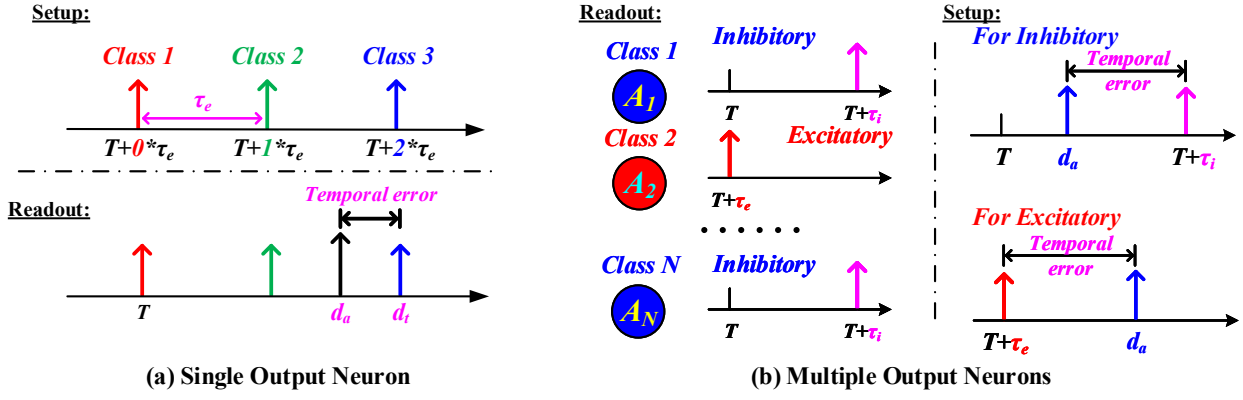 Setup:
Class 1 Class 2 Class 3
τe
T+0*τe T+1*τe T+2*τe
Readout:
Temporal error
T da dt
(a) Single Output Neuron
Readout:
Class 1 Inhibitory
A1
T T+τi
Class 2 Excitatory
A2
T+τe
Class N Inhibitory
AN
T T+τi
Setup:
For Inhibitory
Temporal
error
T da T+τi
For Excitatory
Temporal
error
T+τe da
(b) Multiple Output Neurons